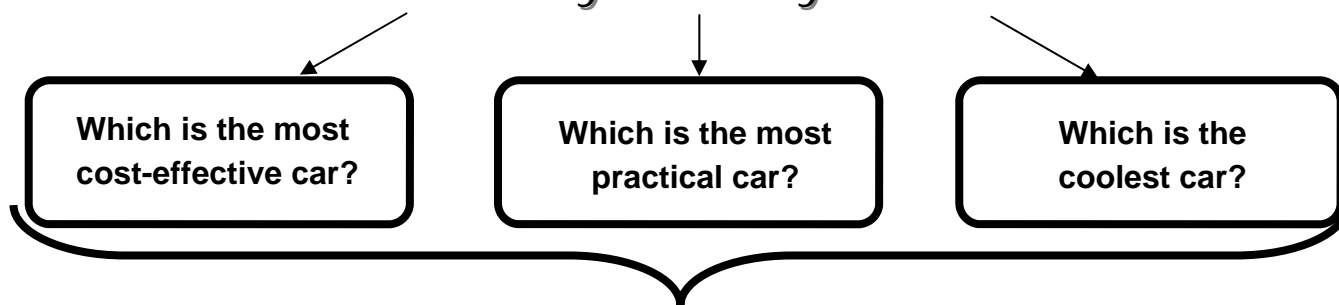 Which is the most
cost-effective car?
Which is the most
practical car?
Which is the
coolest car?